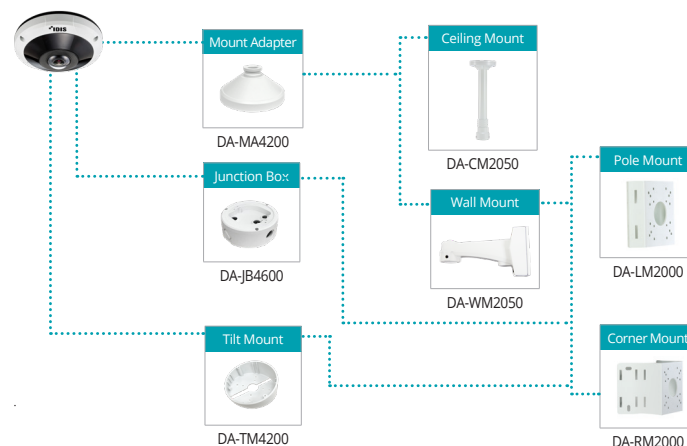 IDIS
Mount Adapter
DA-MA4200
Ceiling Mount
DA-CM2050
Junction Box
DA-JB4600
Wall Mount
DA-WM2050
Pole Mount
DA-LM2000
Tilt Mount
DA-TM4200
Corner Mount
DA-RM2000